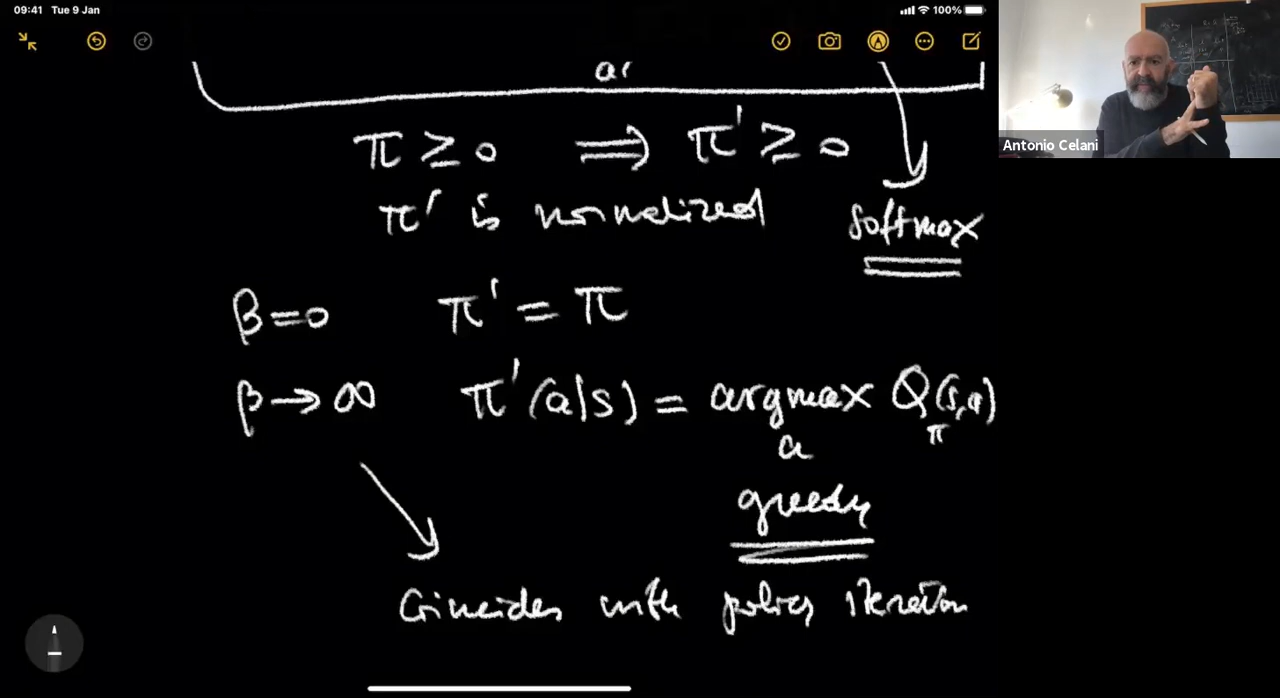 09:41 Tue 9 Jan
100%
Antonio Celani
a'
π ≥ 0 ⟹ π' ≥ 0
π' is normalized
softmax
β=0 π' = π
β→∞ π'(a|s) = argmax Q_π(s,a)
a
greedy
Coincides with policy iteration